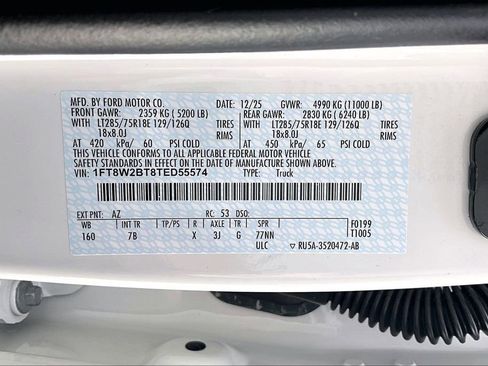 MFD. BY FORD MOTOR CO. DATE: 12/25 GVWR: 4990 KG (11000 LB)
FRONT GAWR: 2359 KG (5200 LB) REAR GAWR: 2830 KG (6240 LB)
WITH LT285/75R18E 129/126Q TIRES WITH LT285/75R18E 129/126Q TIRES
18x8.0J RIMS 18x8.0J RIMS
AT 420 kPa/ 60 PSI COLD AT 450 kPa/ 65 PSI COLD
THIS VEHICLE CONFORMS TO ALL APPLICABLE FEDERAL MOTOR VEHICLE
SAFETY STANDARDS IN EFFECT ON THE DATE OF MANUFACTURE SHOWN ABOVE.
VIN: 1FT8W2BT8TED55574 TYPE: Truck
EXT PNT: AZ RC: 53 DSO:
WB INT TR TP/PS R AXLE TR SPR F0199
160 7B X 3J G 77NN T1005
ULC RU5A-3520472-AB